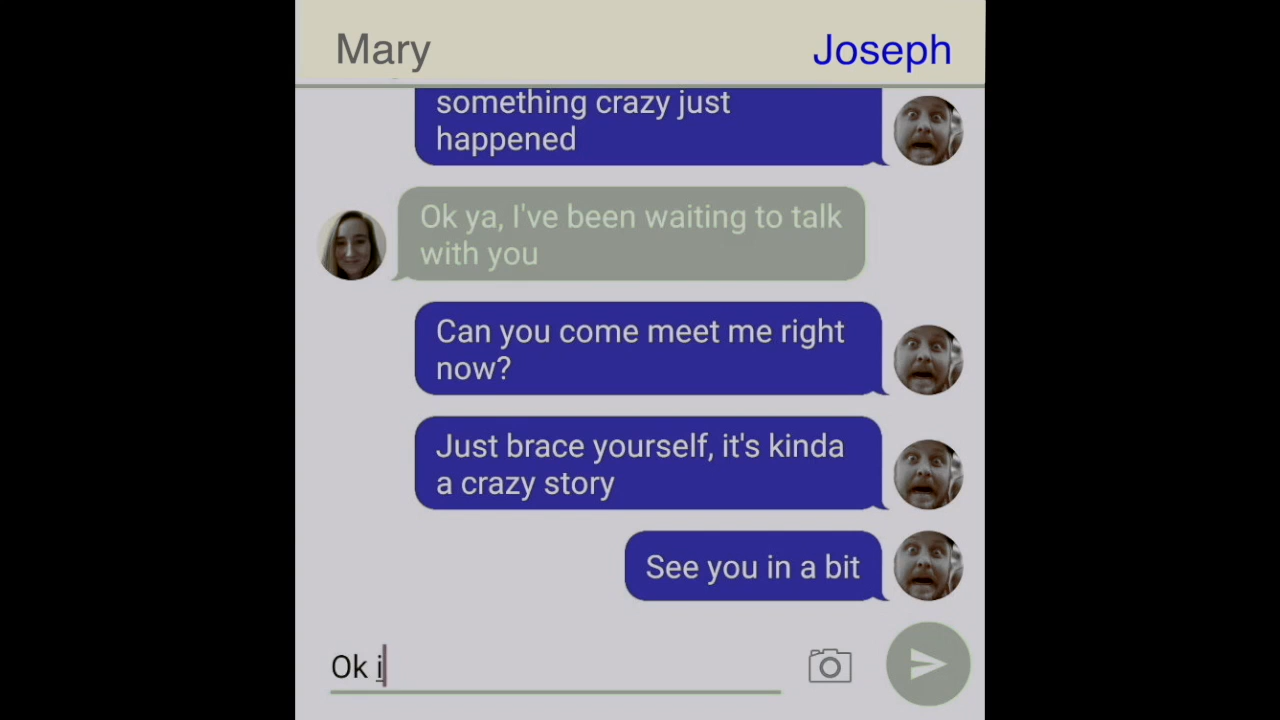 Mary
Joseph
something crazy just
happened
Ok ya, I've been waiting to talk
with you
Can you come meet me right
now?
Just brace yourself, it's kinda
a crazy story
See you in a bit
Ok i